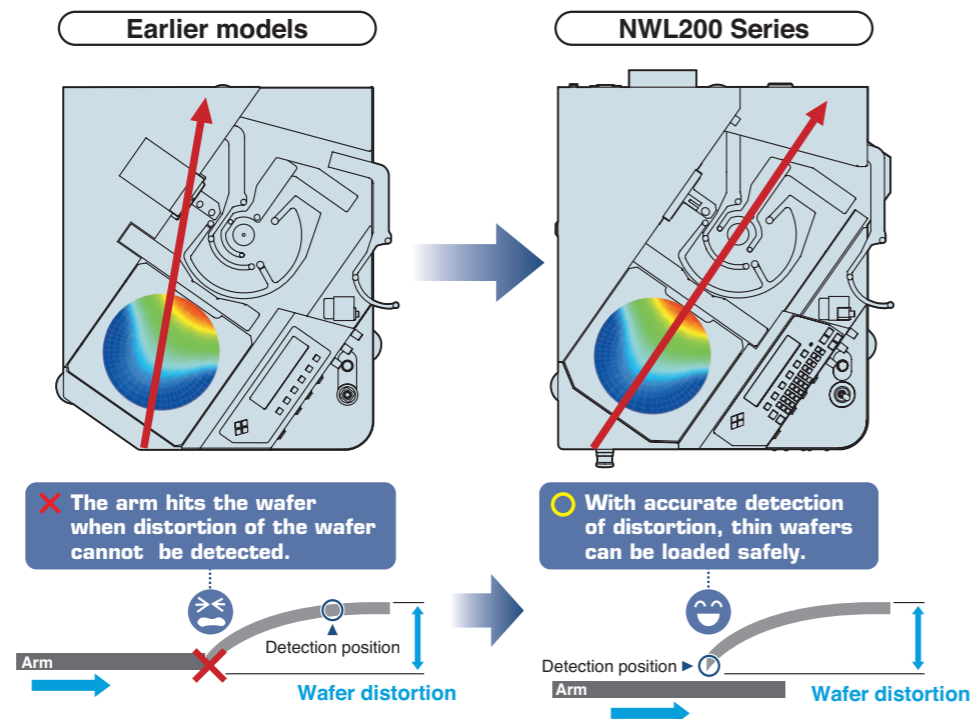 Earlier models
NWL200 Series
The arm hits the wafer
when distortion of the wafer
cannot be detected.
With accurate detection
of distortion, thin wafers
can be loaded safely.
Detection position
Arm
Wafer distortion
Detection position
Arm
Wafer distortion